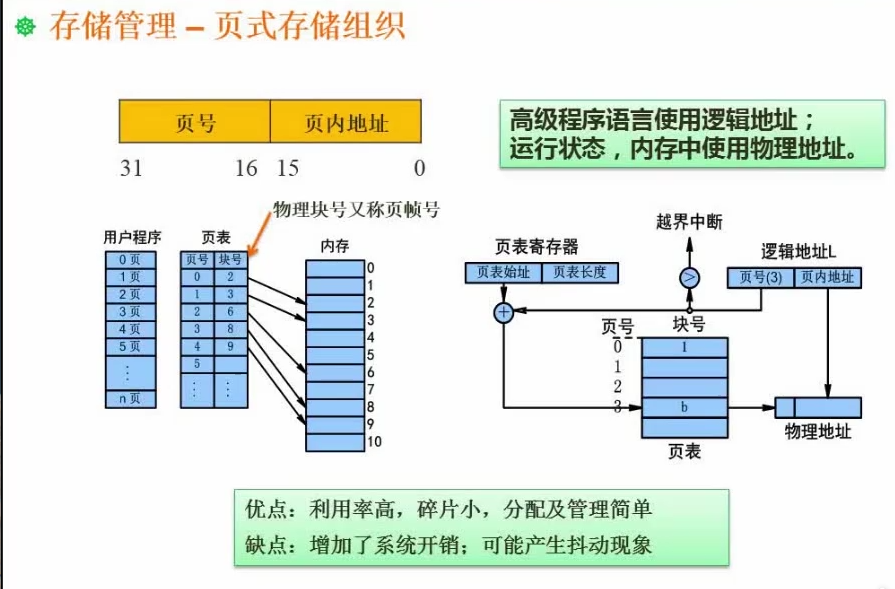 存储管理 – 页式存储组织
页号 页内地址
31 16 15 0
高级程序语言使用逻辑地址；
运行状态，内存中使用物理地址。
物理块号又称页帧号
用户程序
0 页
1 页
2 页
3 页
4 页
5 页
⋮
n 页
页表
页号 块号
0 2
1 3
2 6
3 8
4 9
5
⋮ ⋮
内存
0
1
2
3
4
5
6
7
8
9
10
越界中断
页表寄存器
页表始址 页表长度
>
+
逻辑地址L
页号(3) 页内地址
页号 块号
0 1
1
2
3 b
页表
物理地址
优点：利用率高，碎片小，分配及管理简单
缺点：增加了系统开销；可能产生抖动现象